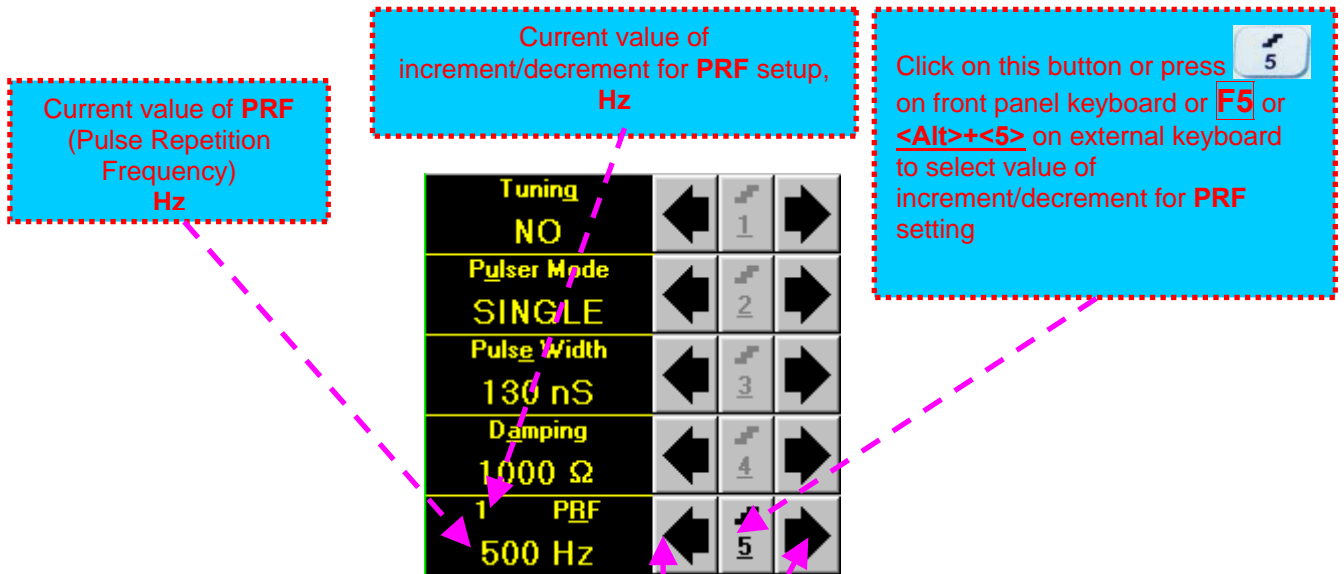 Current value of PRF
(Pulse Repetition
Frequency)
Hz
Current value of
increment/decrement for PRF setup,
Hz
Click on this button or press 5
on front panel keyboard or F5 or
<Alt>+<5> on external keyboard
to select value of
increment/decrement for PRF
setting
Tuning
NO
1
Pulser Mode
SINGLE
2
Pulse Width
130 nS
3
Damping
1000 Ω
4
1 PRF
500 Hz
5